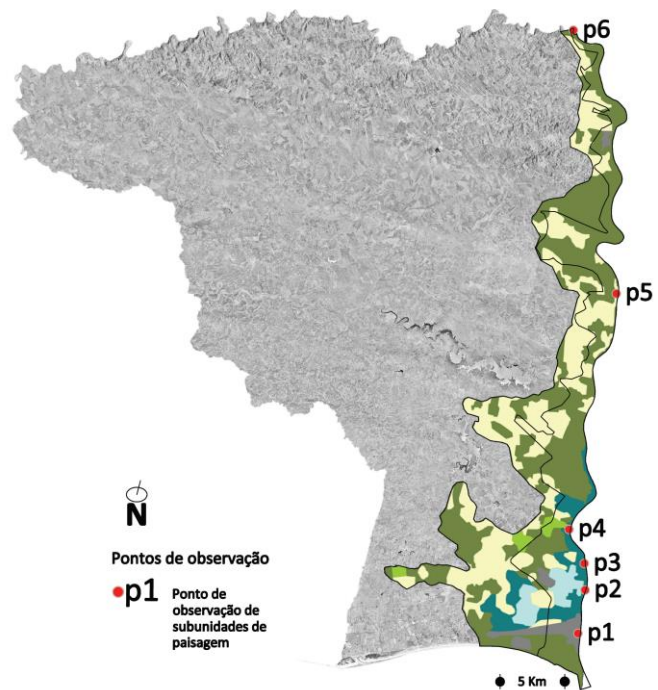 p6
p5
p4
p3
p2
p1
N
Pontos de observação
p1 Ponto de
observação de
subunidades de
paisagem
5 Km